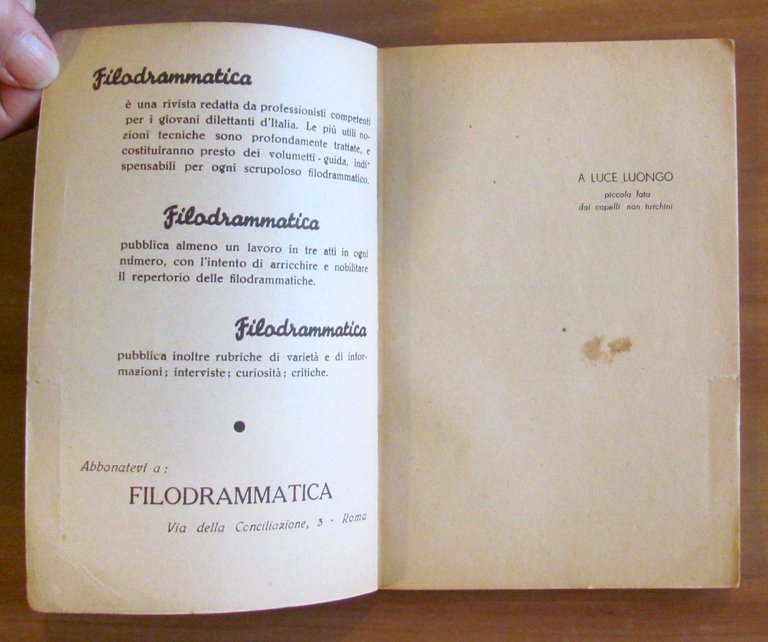 Filodrammatica
è una rivista redatta da professionisti competenti
per i giovani dilettanti d'Italia. Le più utili no-
zioni tecniche sono profondamente trattate, e
costituiranno presto dei volumetti-guida, indi-
spensabili per ogni scrupoloso filodrammatico.
Filodrammatica
pubblica almeno un lavoro in tre atti in ogni
numero, con l'intento di arricchire e nobilitare
il repertorio delle filodrammatiche.
Filodrammatica
pubblica inoltre rubriche di varietà e di infor-
mazioni; interviste; curiosità; critiche.
Abbonatevi a:
FILODRAMMATICA
Via della Conciliazione, 3 - Roma
A LUCE LUONGO
piccola fata
dai capelli non turchini